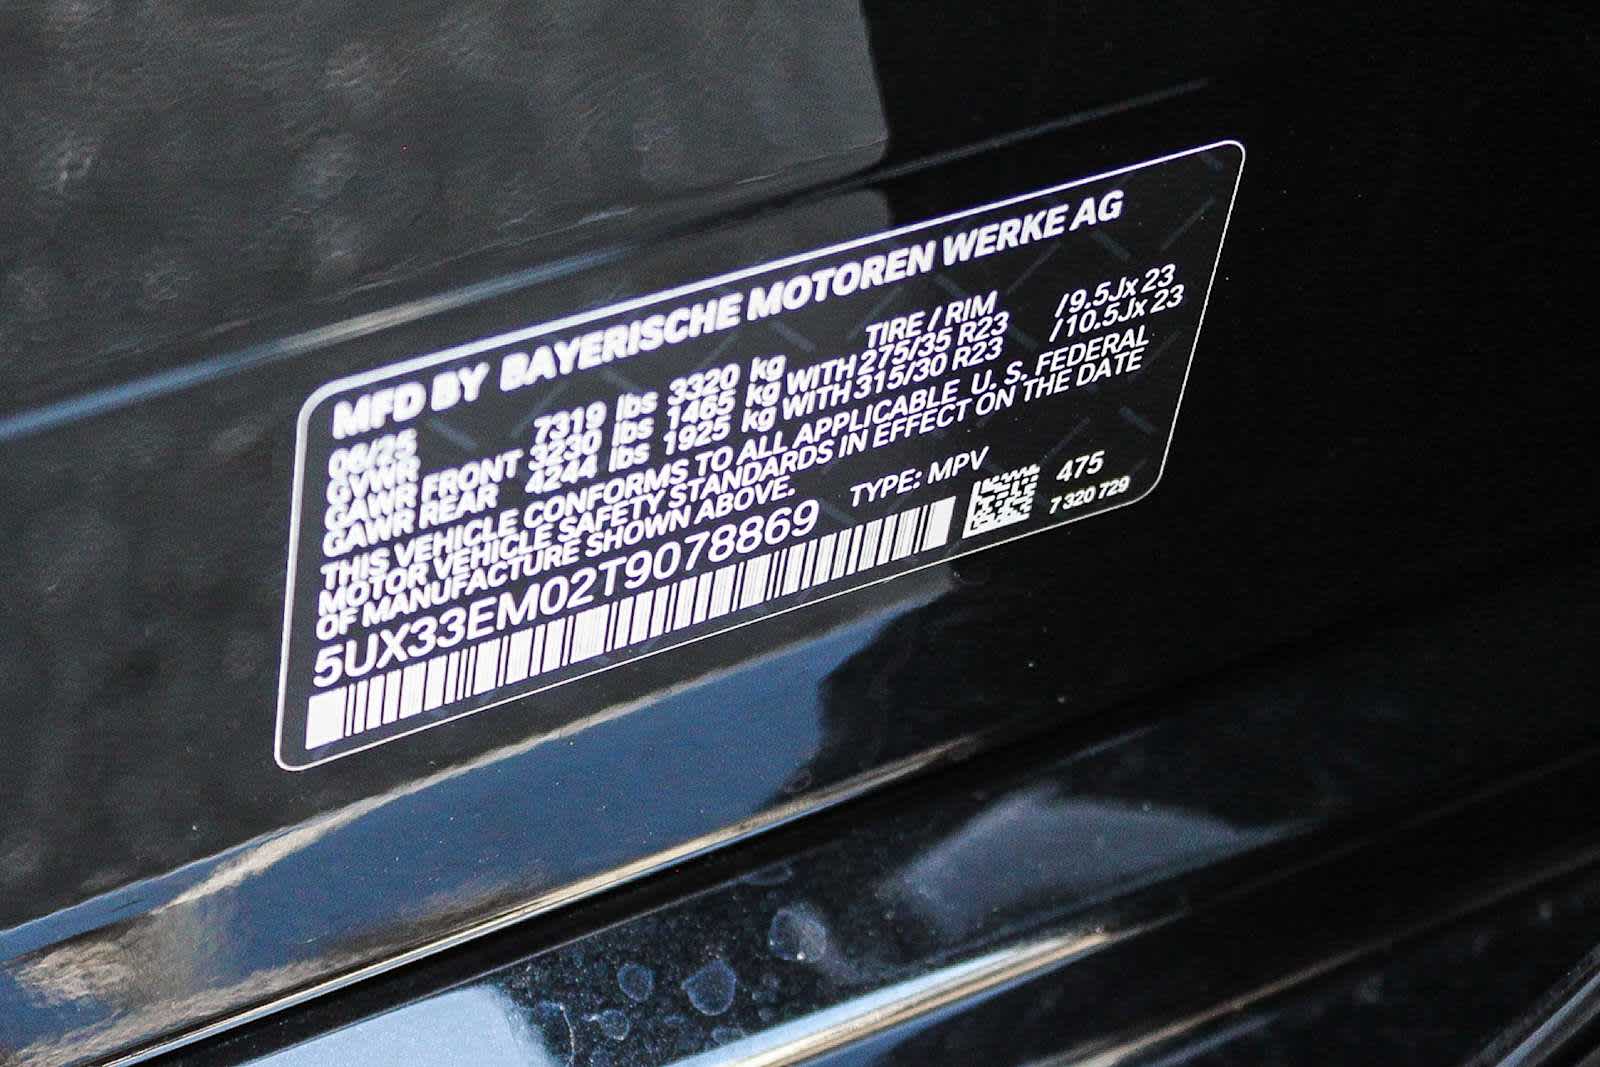 MFD BY BAYERISCHE MOTOREN WERKE AG
06/25 TIRE / RIM
GVWR 7319 lbs 3320 kg
GAWR FRONT 3230 lbs 1465 kg WITH 275/35 R23 /9.5Jx 23
GAWR REAR 4244 lbs 1925 kg WITH 315/30 R23 /10.5Jx 23
THIS VEHICLE CONFORMS TO ALL APPLICABLE U. S. FEDERAL
MOTOR VEHICLE SAFETY STANDARDS IN EFFECT ON THE DATE
OF MANUFACTURE SHOWN ABOVE.
5UX33EM02T9078869 TYPE: MPV
475
7 320 729